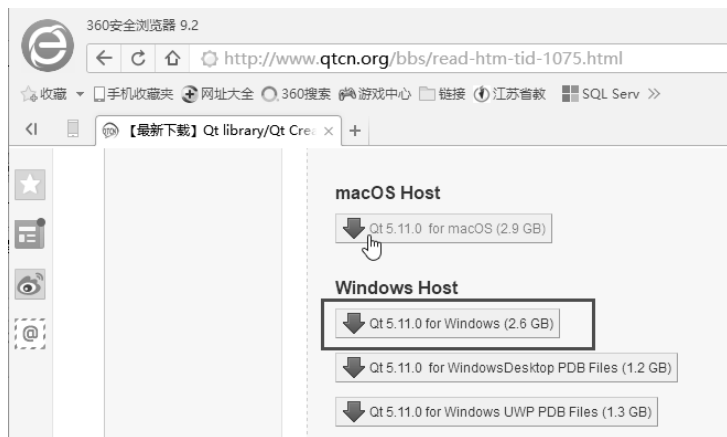 360安全浏览器 9.2
http://www.qtcn.org/bbs/read-htm-tid-1075.html
收藏 手机收藏夹 网址大全 360搜索 游戏中心 链接 江苏省教 SQL Serv >>
【最新下载】Qt library/Qt Cre × +
macOS Host
Qt 5.11.0 for macOS (2.9 GB)
Windows Host
Qt 5.11.0 for Windows (2.6 GB)
@
Qt 5.11.0 for WindowsDesktop PDB Files (1.2 GB)
Qt 5.11.0 for Windows UWP PDB Files (1.3 GB)